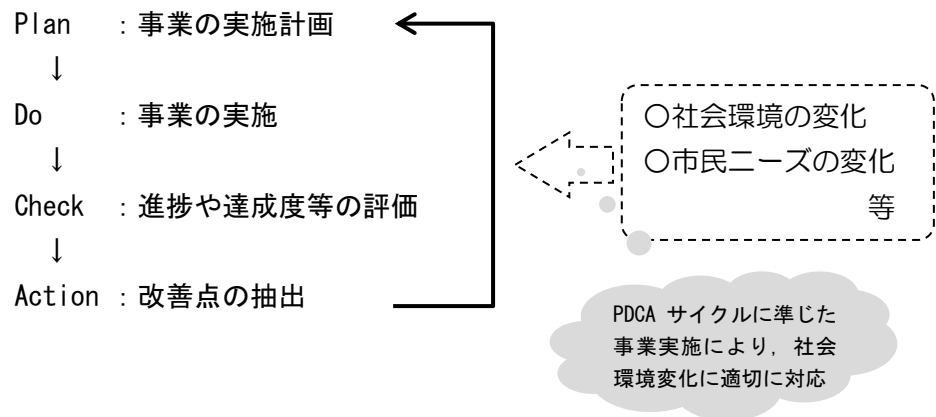 Plan ：事業の実施計画
↓
Do ：事業の実施
↓
Check ：進捗や達成度等の評価
↓
Action：改善点の抽出
〇社会環境の変化
〇市民ニーズの変化
等
PDCA サイクルに準じた
事業実施により，社会
環境変化に適切に対応